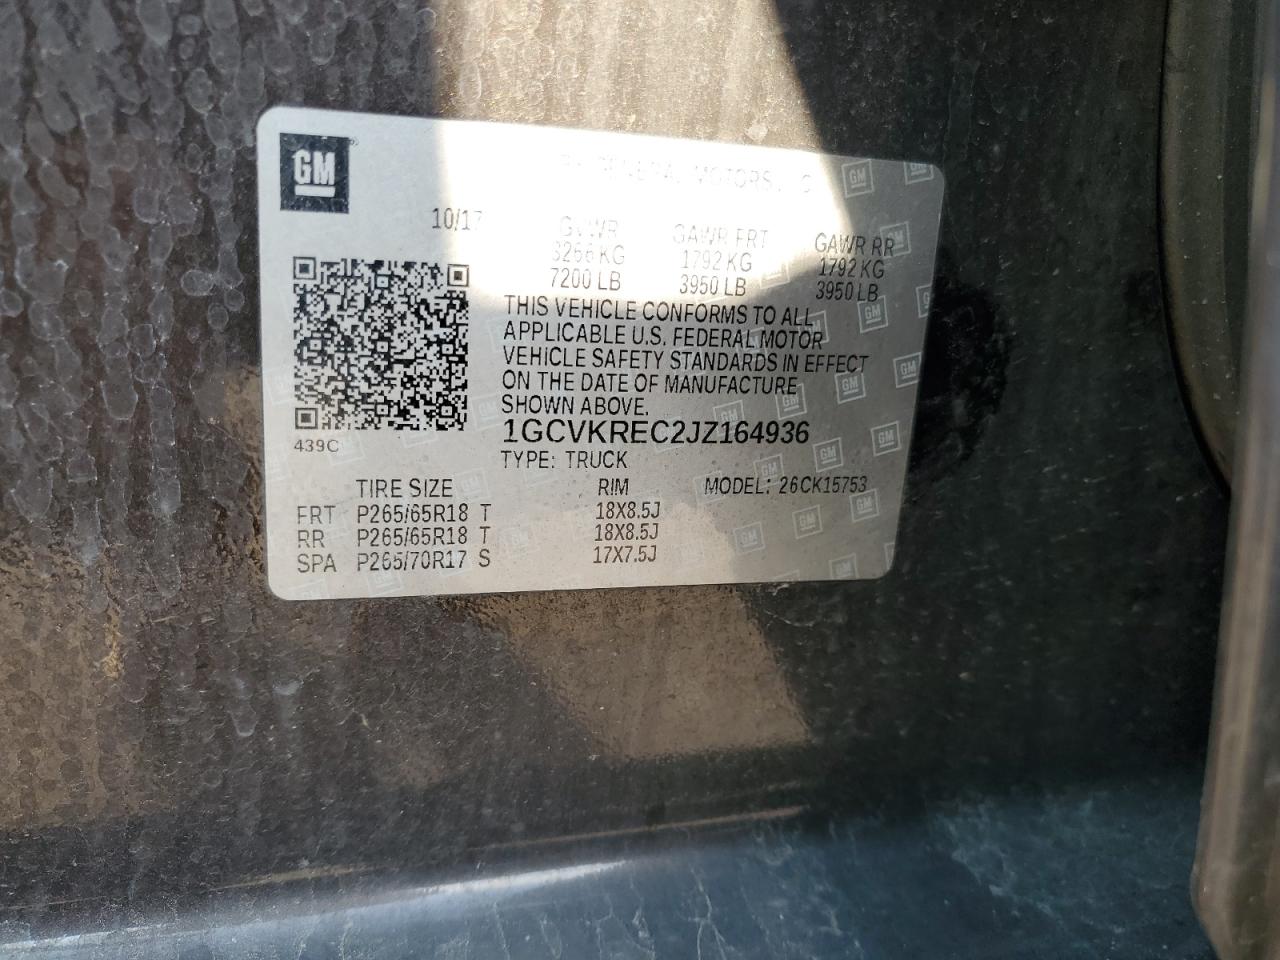 GM
GENERAL MOTORS
10/17
GVWR GAWR FRT GAWR RR
3266 KG 1792 KG 1792 KG
7200 LB 3950 LB 3950 LB
THIS VEHICLE CONFORMS TO ALL
APPLICABLE U.S. FEDERAL MOTOR
VEHICLE SAFETY STANDARDS IN EFFECT
ON THE DATE OF MANUFACTURE
SHOWN ABOVE.
439C
1GCVKREC2JZ164936
TYPE: TRUCK
TIRE SIZE RIM MODEL: 26CK15753
FRT P265/65R18 T 18X8.5J
RR P265/65R18 T 18X8.5J
SPA P265/70R17 S 17X7.5J